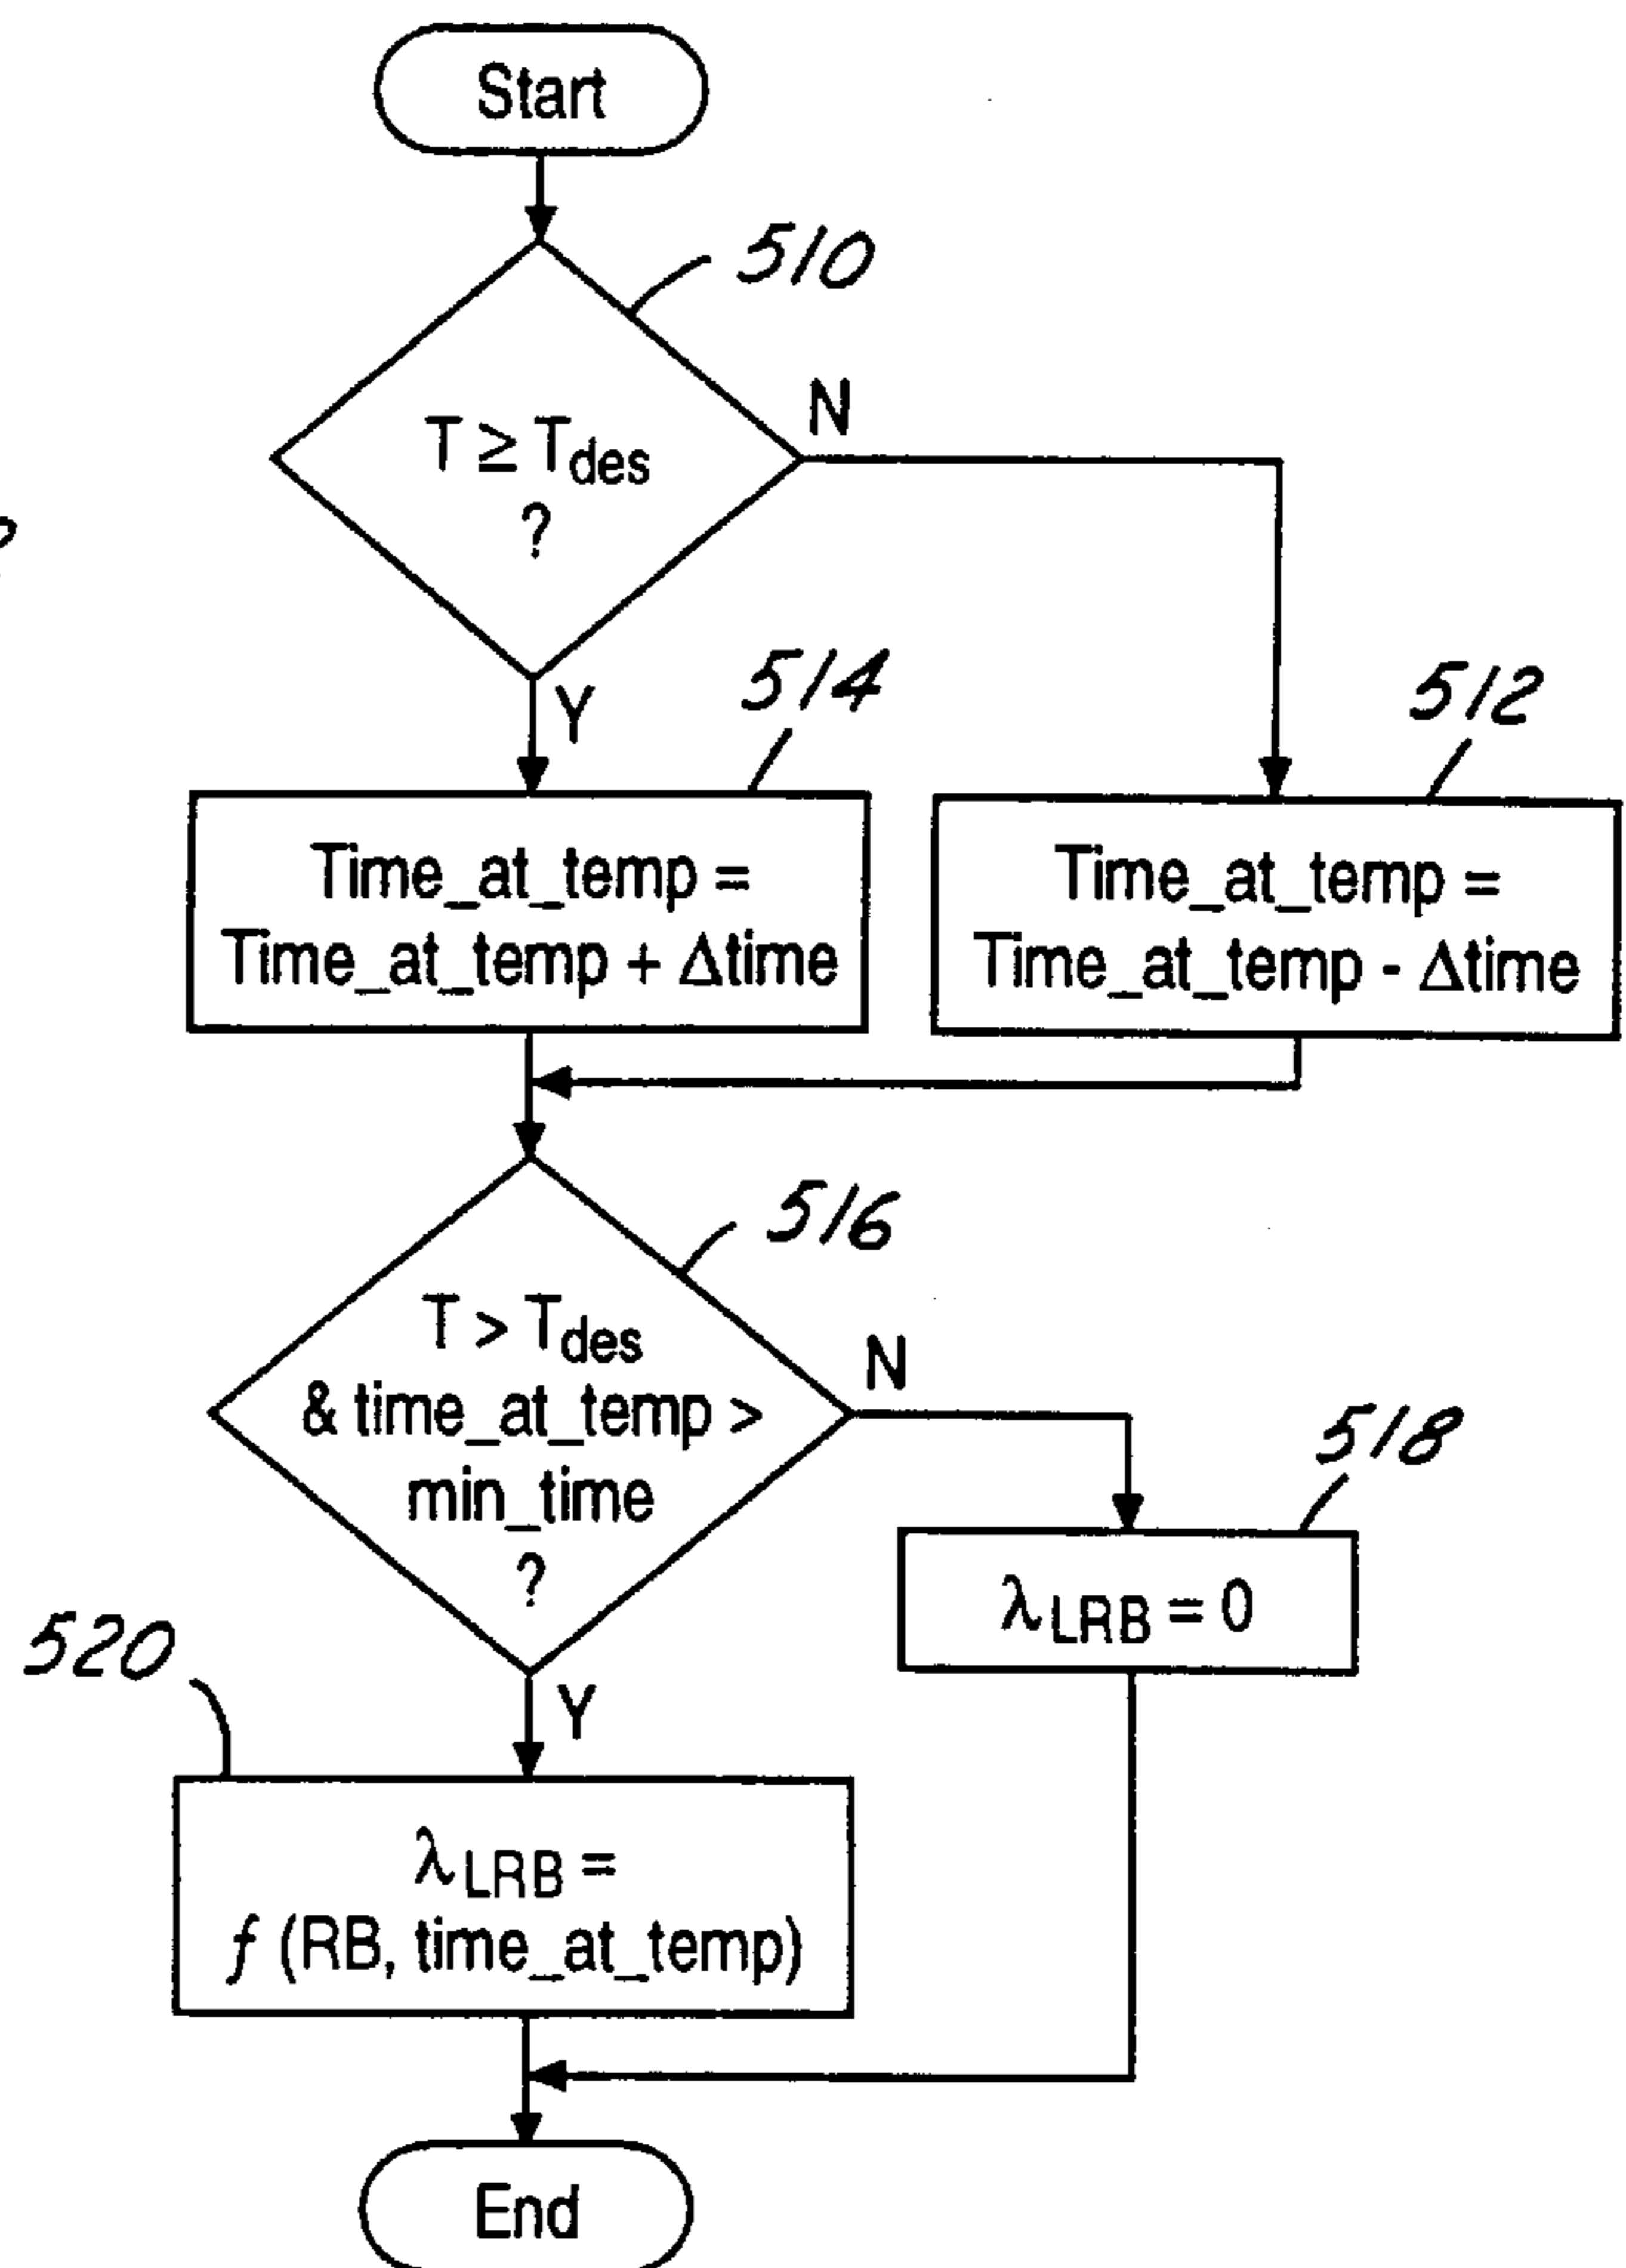 Start
510
T ≥ Tdes
?
N
Y
514
512
Time_at_temp =
Time_at_temp + Δtime
Time_at_temp =
Time_at_temp - Δtime
516
T > Tdes
& time_at_temp >
min_time
?
N
518
λLRB = 0
520
Y
λLRB =
f (RB, time_at_temp)
End